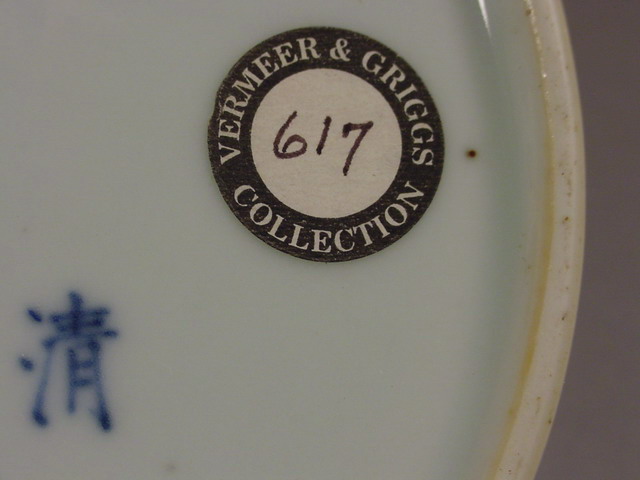 VERMEER & GRIGGS
617
COLLECTION
清